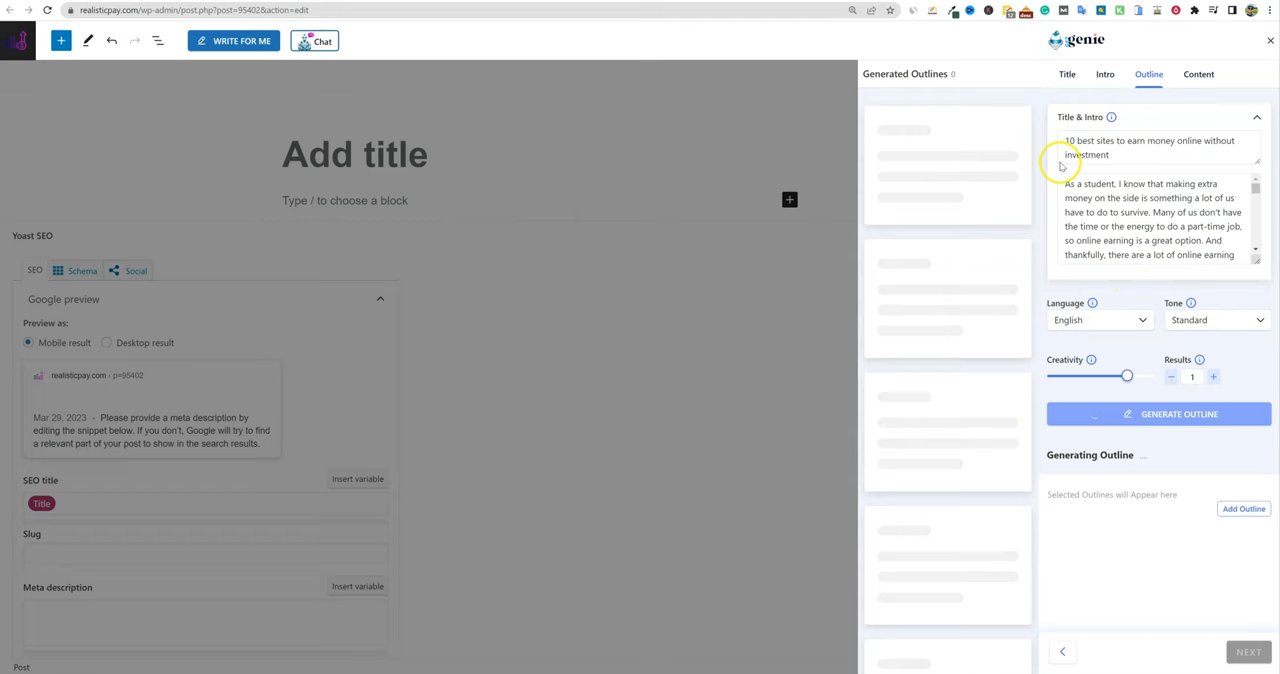 realisticpay.com/wp-admin/post.php?post=95402&action=edit
WRITE FOR ME
Chat
genie
Generated Outlines 0
Title
Intro
Outline
Content
Add title
Type / to choose a block
Title & Intro
10 best sites to earn money online without
investment
As a student, I know that making extra
money on the side is something a lot of us
have to do to survive. Many of us don't have
the time or the energy to do a part-time job,
so online earning is a great option. And
thankfully, there are a lot of online earning
Yoast SEO
SEO
Schema
Social
Google preview
Preview as:
Mobile result
Desktop result
realisticpay.com › p=95402
Mar 29, 2023 - Please provide a meta description by
editing the snippet below. If you don't, Google will try to find
a relevant part of your post to show in the search results.
SEO title
Insert variable
Title
Slug
Meta description
Insert variable
Post
Language
Tone
English
Standard
Creativity
Results
1
GENERATE OUTLINE
Generating Outline ...
Selected Outlines will Appear here
Add Outline
NEXT